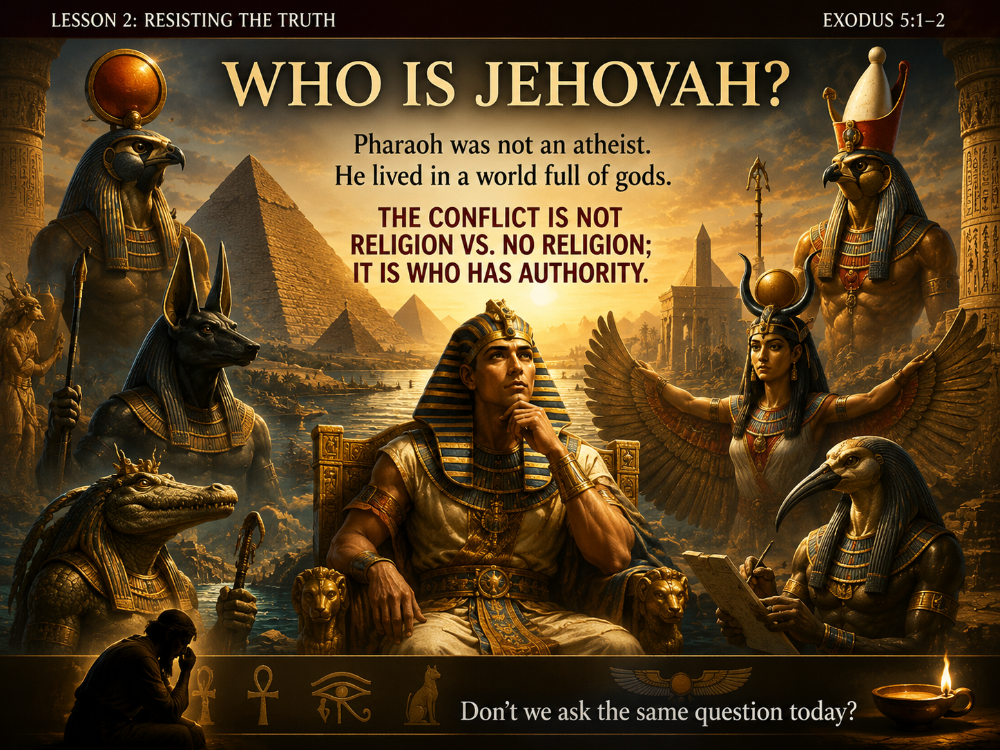 LESSON 2: RESISTING THE TRUTH
EXODUS 5:1–2
WHO IS JEHOVAH?
Pharaoh was not an atheist.
He lived in a world full of gods.
THE CONFLICT IS NOT
RELIGION VS. NO RELIGION;
IT IS WHO HAS AUTHORITY.
Don't we ask the same question today?